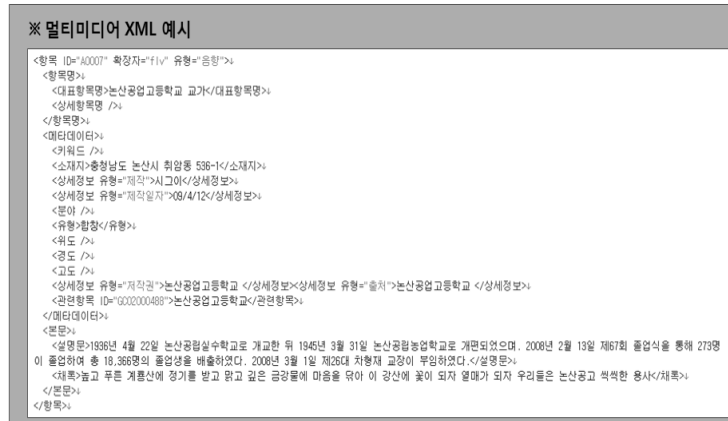 ※ 멀티미디어 XML 예시
<항목 ID="A0007" 확장자="flv" 유형="음향">↓
<항목명>↓
<대표항목명>논산공업고등학교 교가</대표항목명>↓
<상세항목명 />↓
</항목명>↓
<메타데이터>↓
<키워드 />↓
<소재지>충청남도 논산시 취암동 536-1</소재지>↓
<상세정보 유형="제작">시그이</상세정보>↓
<상세정보 유형="제작일자">09/4/12</상세정보>↓
<분야 />↓
<유형>합창</유형>↓
<위도 />↓
<경도 />↓
<고도 />↓
<상세정보 유형="저작권">논산공업고등학교 </상세정보><상세정보 유형="출처">논산공업고등학교 </상세정보>↓
<관련항목 ID="GC02000488">논산공업고등학교</관련항목>↓
</메타데이터>↓
<본문>↓
<설명문>1936년 4월 22일 논산공립실수학교로 개교한 뒤 1945년 3월 31일 논산공립농업학교로 개편되었으며. 2008년 2월 13일 제67회 졸업식을 통해 273명
이 졸업하여 총 18,366명의 졸업생을 배출하였다. 2008년 3월 1일 제26대 차형재 교장이 부임하였다.</설명문>↓
<채록>높고 푸른 계룡산에 정기를 받고 맑고 깊은 금강물에 마음을 닦아 이 강산에 꽃이 되자 열매가 되자 우리들은 논산공고 씩씩한 용사</채록>↓
</본문>↓
</항목>↓